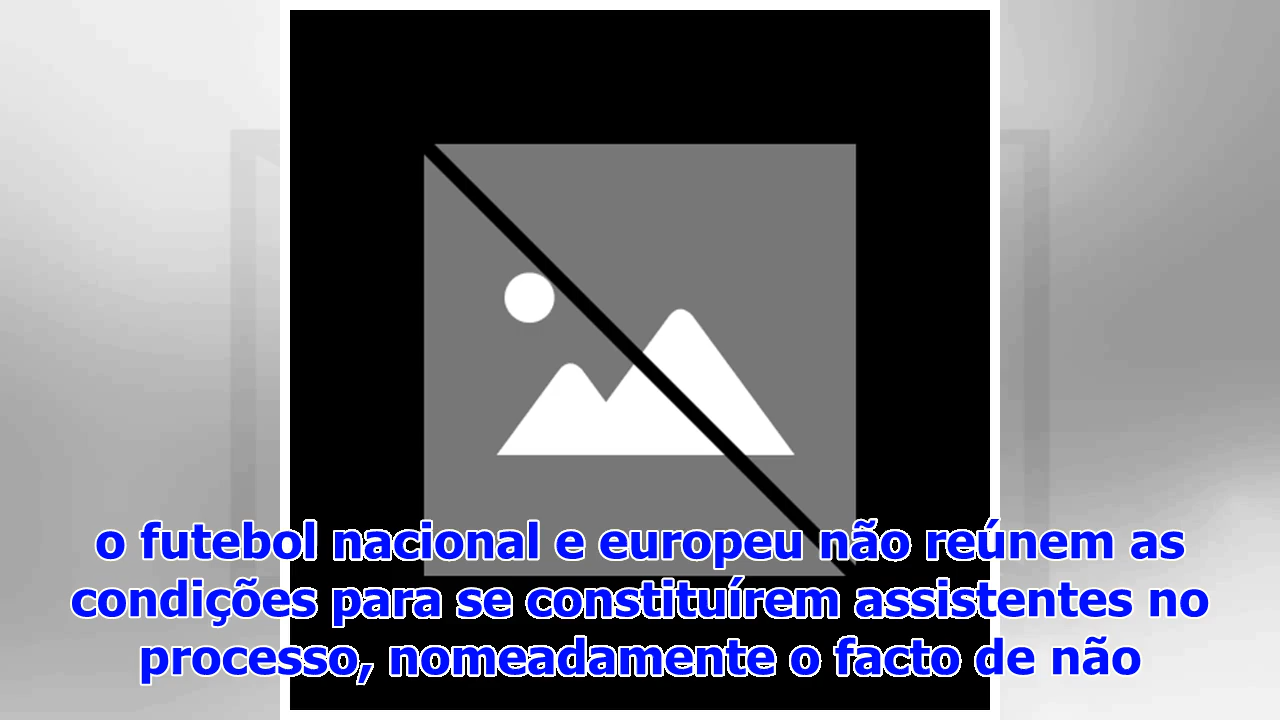 o futebol nacional e europeu não reúnem as
condições para se constituírem assistentes no
processo, nomeadamente o facto de não